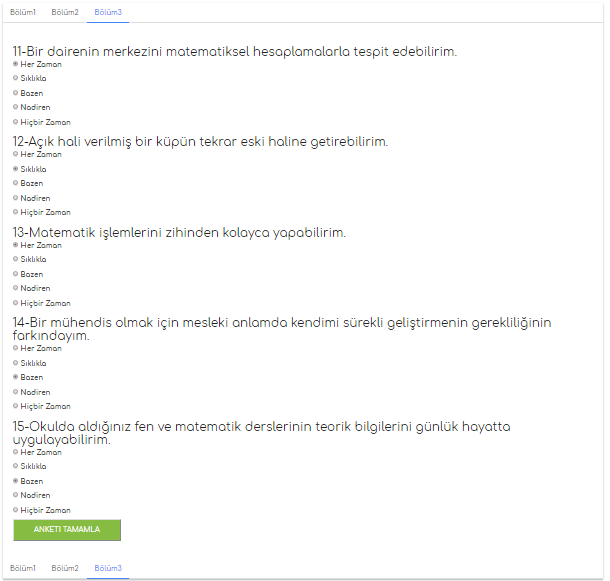 Bölüm1 Bölüm2 Bölüm3
11-Bir dairenin merkezini matematiksel hesaplamalarla tespit edebilirim.
Her Zaman
Sıklıkla
Bazen
Nadiren
Hiçbir Zaman
12-Açık hali verilmiş bir küpün tekrar eski haline getirebilirim.
Her Zaman
Sıklıkla
Bazen
Nadiren
Hiçbir Zaman
13-Matematik işlemlerini zihinden kolayca yapabilirim.
Her Zaman
Sıklıkla
Bazen
Nadiren
Hiçbir Zaman
14-Bir mühendis olmak için mesleki anlamda kendimi sürekli geliştirmenin gerekliliğinin
farkındayım.
Her Zaman
Sıklıkla
Bazen
Nadiren
Hiçbir Zaman
15-Okulda aldığınız fen ve matematik derslerinin teorik bilgilerini günlük hayatta
uygulayabilirim.
Her Zaman
Sıklıkla
Bazen
Nadiren
Hiçbir Zaman
ANKETI TAMAMLA
Bölüm1 Bölüm2 Bölüm3